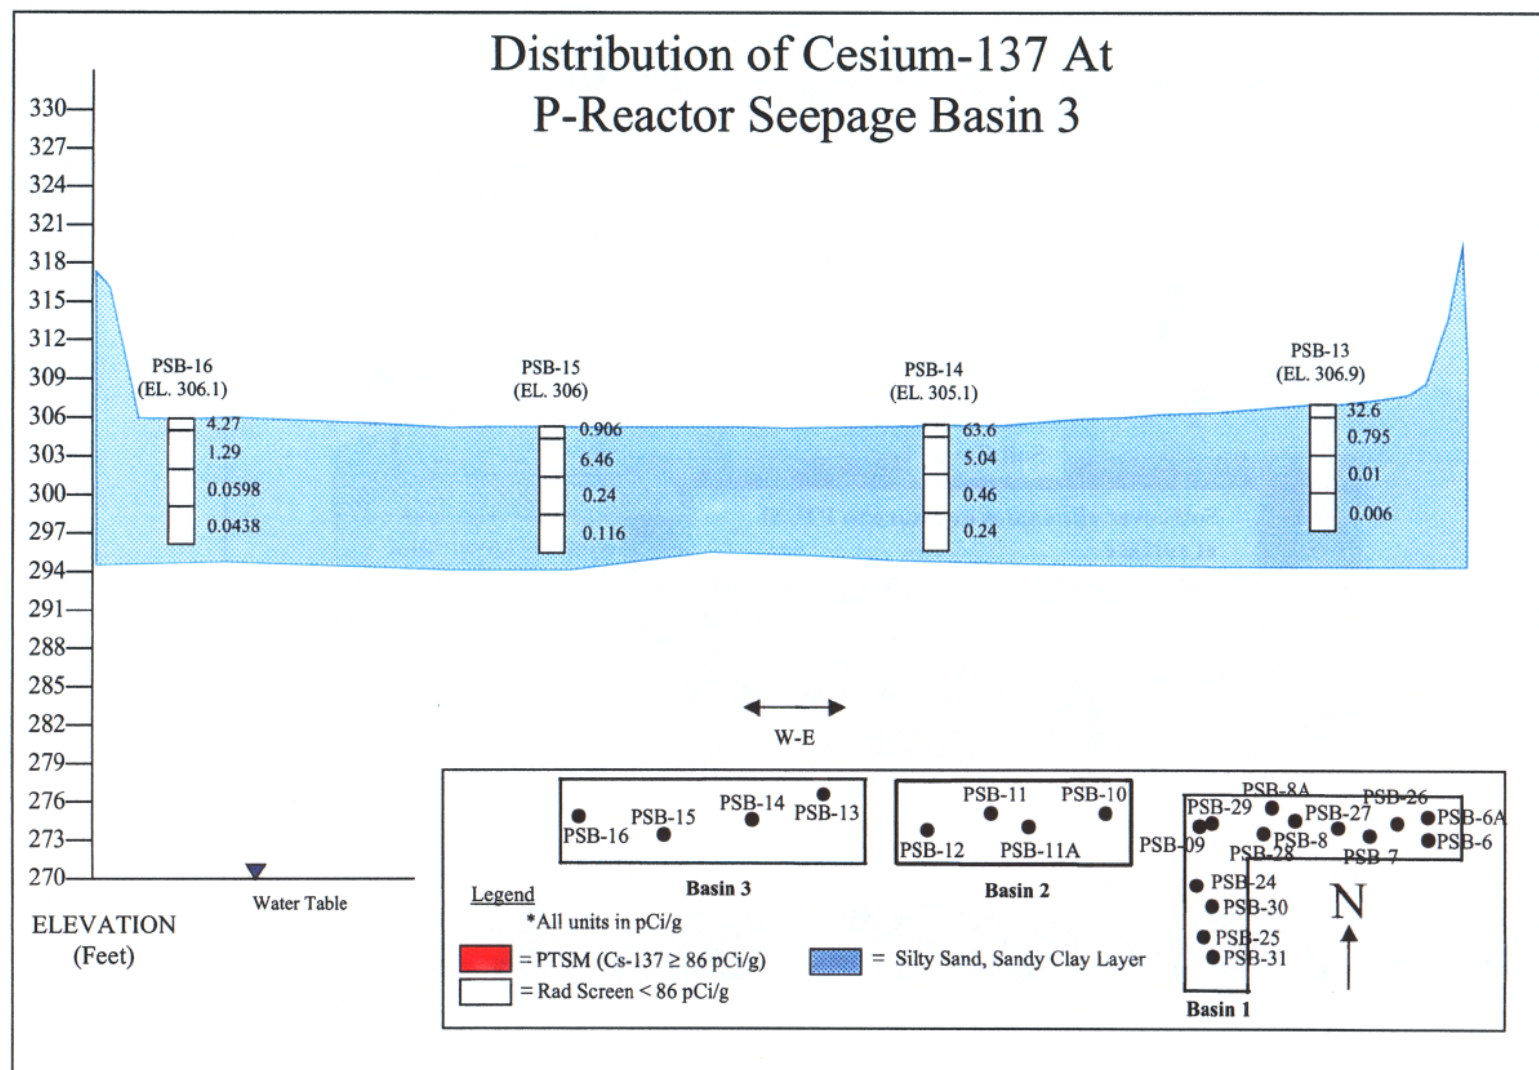 Distribution of Cesium-137 At
P-Reactor Seepage Basin 3
330
327
324
321
318
315
312
309
306
303
300
297
294
291
288
285
282
279
276
273
270
ELEVATION
(Feet)
PSB-16
(EL. 306.1)
4.27
1.29
0.0598
0.0438
PSB-15
(EL. 306)
0.906
6.46
0.24
0.116
PSB-14
(EL. 305.1)
63.6
5.04
0.46
0.24
PSB-13
(EL. 306.9)
32.6
0.795
0.01
0.006
W-E
Water Table
PSB-16
PSB-15
PSB-14
PSB-13
Basin 3
PSB-11
PSB-10
PSB-12
PSB-11A
Basin 2
PSB-8A
PSB-26
PSB-29
PSB-27
PSB-6A
PSB-09
PSB-8
PSB-6
PSB-28
PSB-7
PSB-24
PSB-30
PSB-25
PSB-31
Basin 1
N
Legend
*All units in pCi/g
= PTSM (Cs-137 ≥ 86 pCi/g)
= Silty Sand, Sandy Clay Layer
= Rad Screen < 86 pCi/g